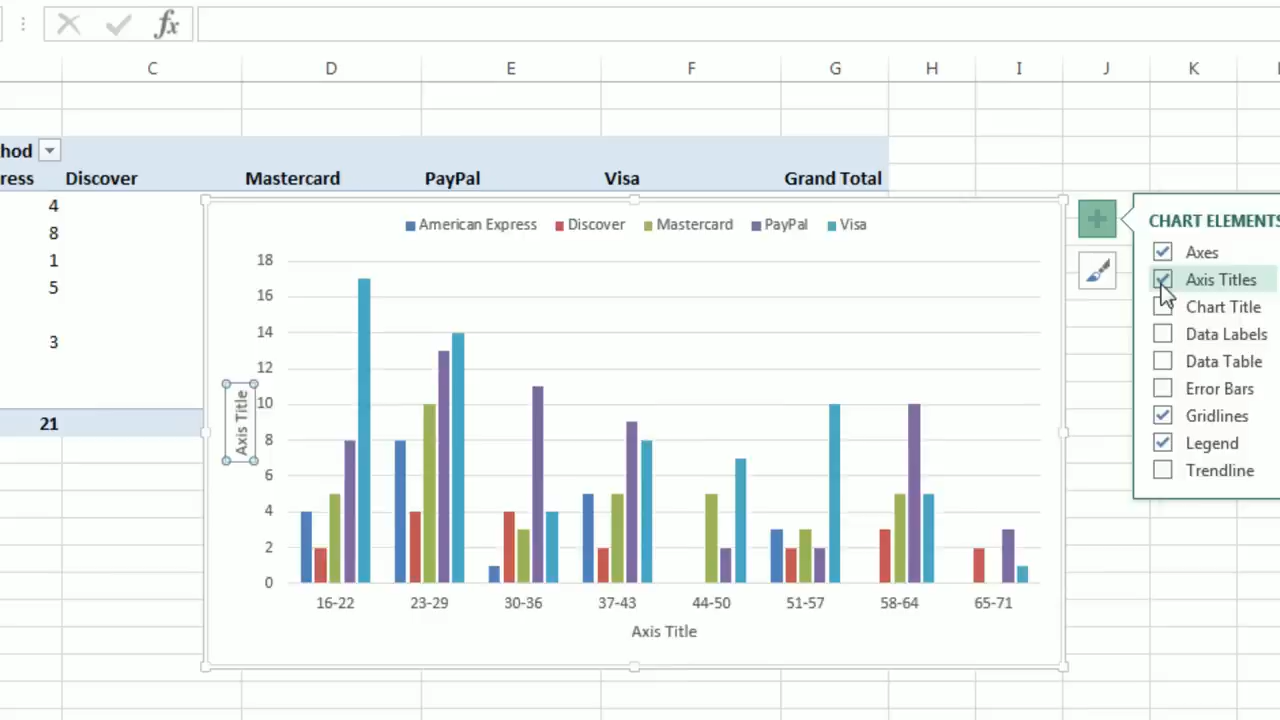 fx
C D E F G H I J K
hod
ress Discover Mastercard PayPal Visa Grand Total
4
8
1
5
3
21
American Express Discover Mastercard PayPal Visa
18
16
14
12
10
8
6
4
2
0
Axis Title
16-22 23-29 30-36 37-43 44-50 51-57 58-64 65-71
Axis Title
CHART ELEMENTS
Axes
Axis Titles
Chart Title
Data Labels
Data Table
Error Bars
Gridlines
Legend
Trendline